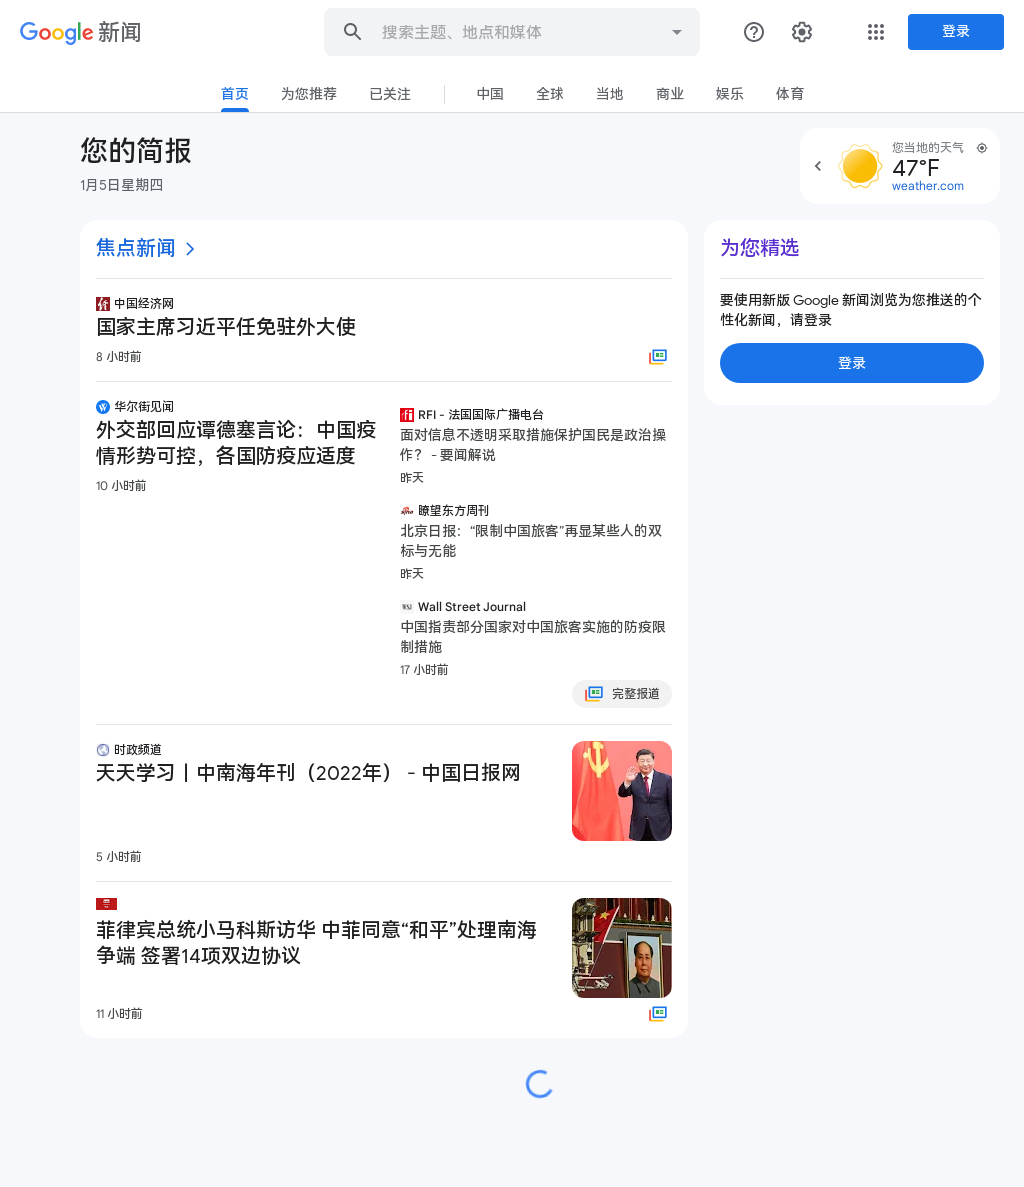 Google 新闻
搜索主题、地点和媒体
登录
首页
为您推荐
已关注
中国
全球
当地
商业
娱乐
体育
您的简报
1月5日星期四
您当地的天气
47°F
weather.com
焦点新闻
中国经济网
国家主席习近平任免驻外大使
8 小时前
华尔街见闻
外交部回应谭德塞言论：中国疫
情形势可控，各国防疫应适度
10 小时前
RFI - 法国国际广播电台
面对信息不透明采取措施保护国民是政治操
作？ - 要闻解说
昨天
瞭望东方周刊
北京日报：“限制中国旅客”再显某些人的双
标与无能
昨天
Wall Street Journal
中国指责部分国家对中国旅客实施的防疫限
制措施
17 小时前
完整报道
时政频道
天天学习丨中南海年刊（2022年） - 中国日报网
5 小时前
菲律宾总统小马科斯访华 中菲同意“和平”处理南海
争端 签署14项双边协议
11 小时前
为您精选
要使用新版 Google 新闻浏览为您推送的个
性化新闻，请登录
登录